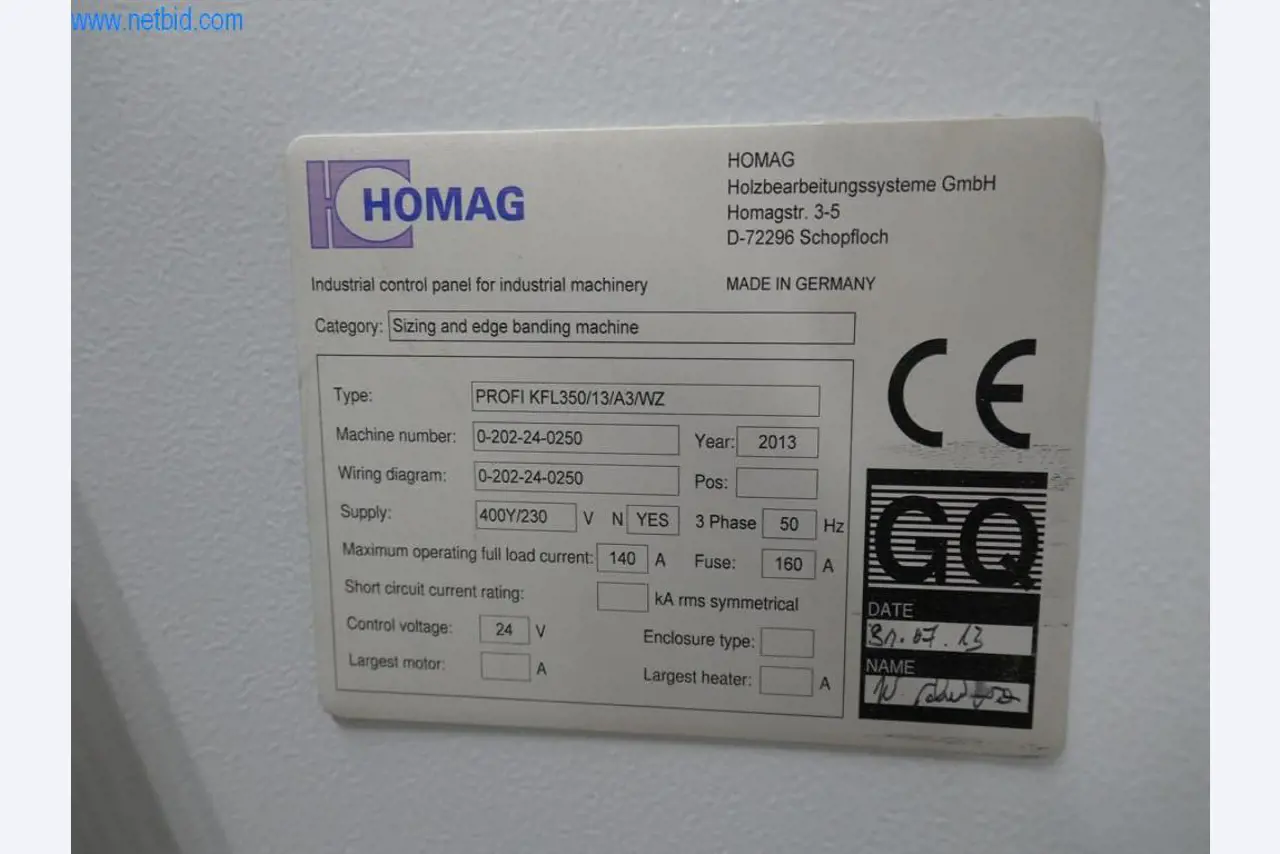 www.netbid.com
HOMAG
HOMAG
Holzbearbeitungssysteme GmbH
Homagstr. 3-5
D-72296 Schopfloch
Industrial control panel for industrial machinery
MADE IN GERMANY
Category: Sizing and edge banding machine
CE
Type: PROFI KFL350/13/A3/WZ
Machine number: 0-202-24-0250 Year: 2013
Wiring diagram: 0-202-24-0250 Pos:
Supply: 400Y/230 V N YES 3 Phase 50 Hz
Maximum operating full load current: 140 A Fuse: 160 A
Short circuit current rating: kA rms symmetrical
Control voltage: 24 V Enclosure type:
Largest motor: A Largest heater: A
GQ
DATE
31.07.13
NAME